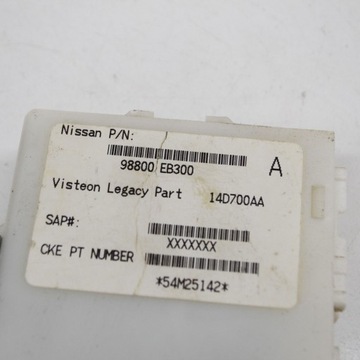 Nissan P/N:
98800 EB300 A
Visteon Legacy Part 14D700AA
SAP#:
XXXXXXX
CKE PT NUMBER
*54M25142*